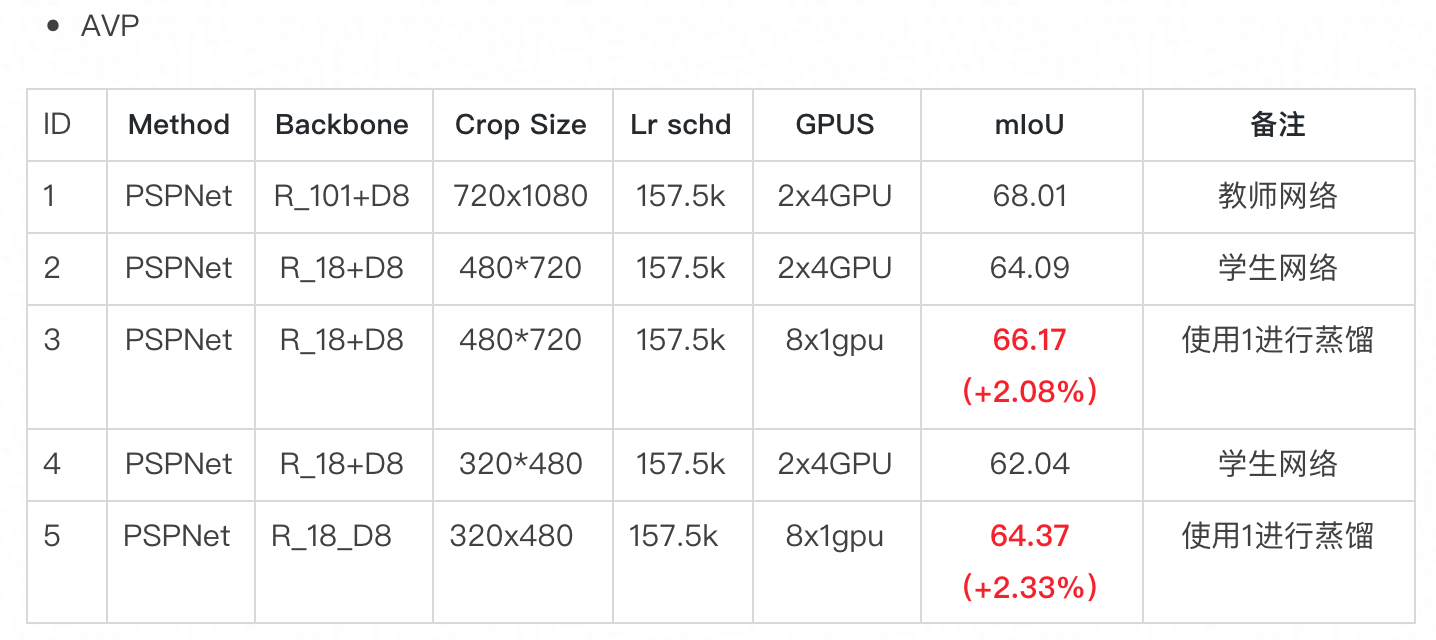 • AVP
ID Method Backbone Crop Size Lr schd GPUS mIoU 备注
1 PSPNet R_101+D8 720x1080 157.5k 2x4GPU 68.01 教师网络
2 PSPNet R_18+D8 480*720 157.5k 2x4GPU 64.09 学生网络
3 PSPNet R_18+D8 480*720 157.5k 8x1gpu 66.17 使用1进行蒸馏
(+2.08%)
4 PSPNet R_18+D8 320*480 157.5k 2x4GPU 62.04 学生网络
5 PSPNet R_18_D8 320x480 157.5k 8x1gpu 64.37 使用1进行蒸馏
(+2.33%)